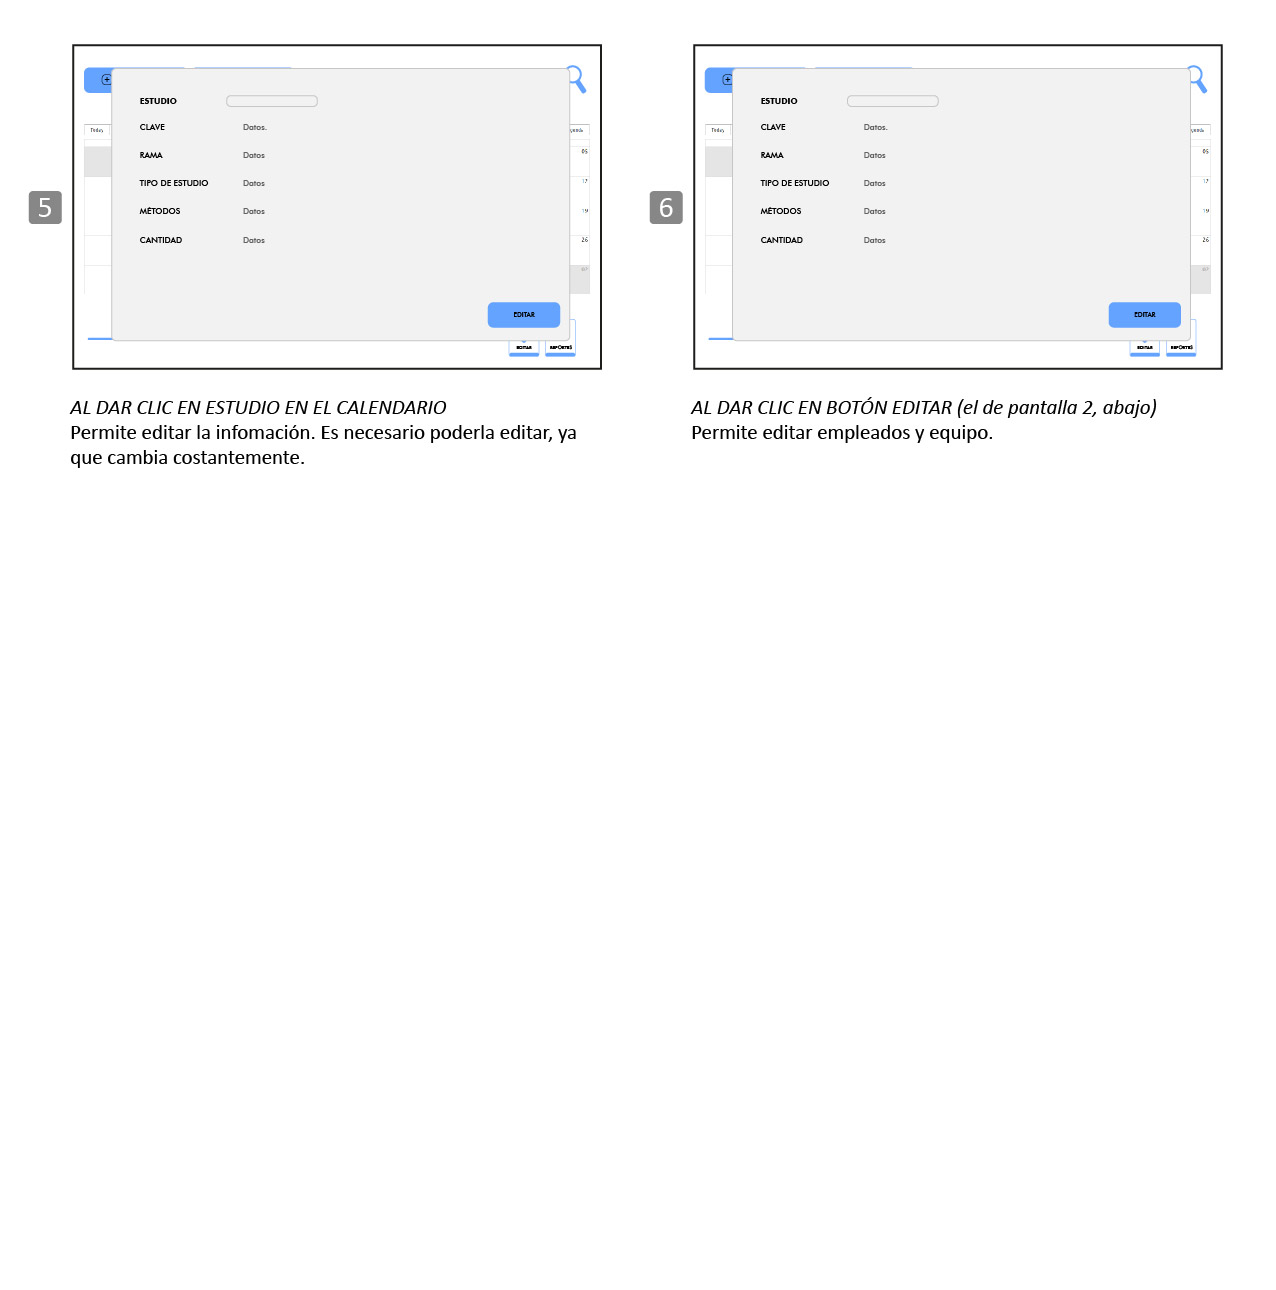 ESTUDIO
CLAVE Datos.
RAMA Datos
TIPO DE ESTUDIO Datos
MÉTODOS Datos
CANTIDAD Datos
EDITAR
Today
05
17
19
26
EDITAR REPORTES
5
AL DAR CLIC EN ESTUDIO EN EL CALENDARIO
Permite editar la infomación. Es necesario poderla editar, ya
que cambia costantemente.
ESTUDIO
CLAVE Datos.
RAMA Datos
TIPO DE ESTUDIO Datos
MÉTODOS Datos
CANTIDAD Datos
EDITAR
Today
05
17
19
26
EDITAR REPORTES
6
AL DAR CLIC EN BOTÓN EDITAR (el de pantalla 2, abajo)
Permite editar empleados y equipo.